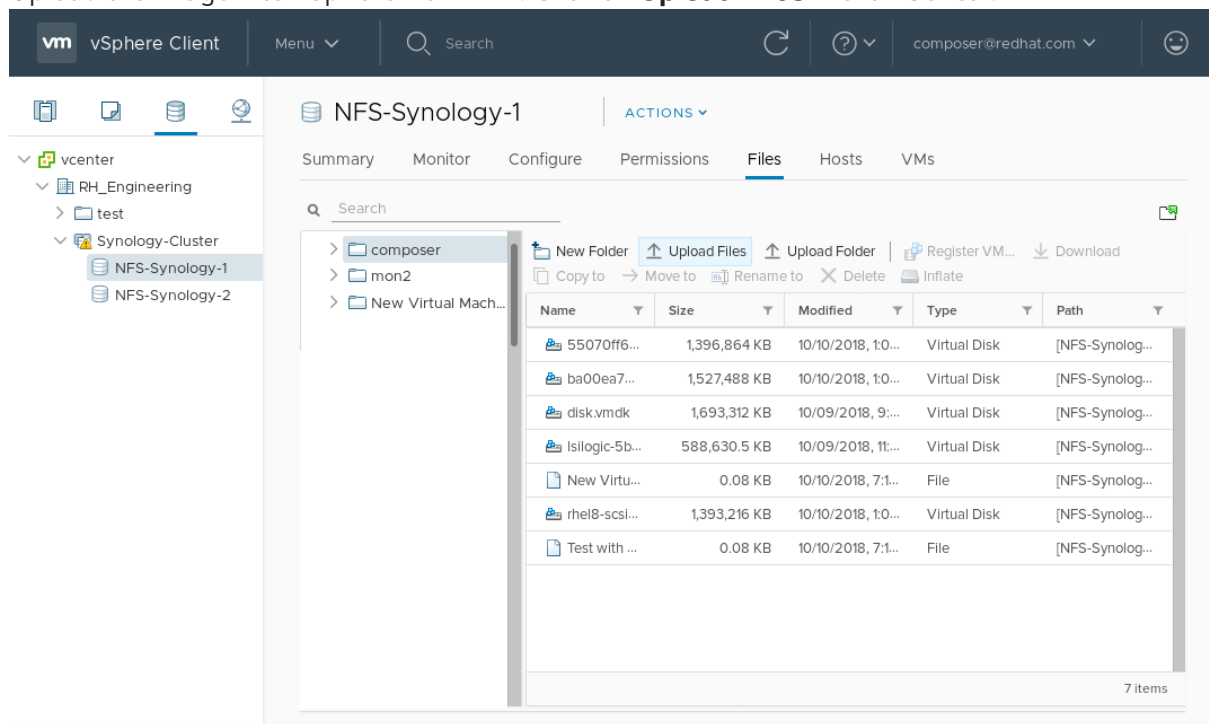 vm vSphere Client Menu Search composer@redhat.com
NFS-Synology-1 ACTIONS
vcenter
RH_Engineering
test
Synology-Cluster
NFS-Synology-1
NFS-Synology-2
Summary Monitor Configure Permissions Files Hosts VMs
Search
composer
mon2
New Virtual Mach...
New Folder Upload Files Upload Folder Register VM... Download
Copy to Move to Rename to Delete Inflate
Name Size Modified Type Path
55070ff6... 1,396,864 KB 10/10/2018, 1:0... Virtual Disk [NFS-Synolog...
ba00ea7... 1,527,488 KB 10/10/2018, 1:0... Virtual Disk [NFS-Synolog...
disk.vmdk 1,693,312 KB 10/09/2018, 9:... Virtual Disk [NFS-Synolog...
lsilogic-5b... 588,630.5 KB 10/09/2018, 11:... Virtual Disk [NFS-Synolog...
New Virtu... 0.08 KB 10/10/2018, 7:1... File [NFS-Synolog...
rhel8-scsi... 1,393,216 KB 10/10/2018, 1:0... Virtual Disk [NFS-Synolog...
Test with ... 0.08 KB 10/10/2018, 7:1... File [NFS-Synolog...
7 items